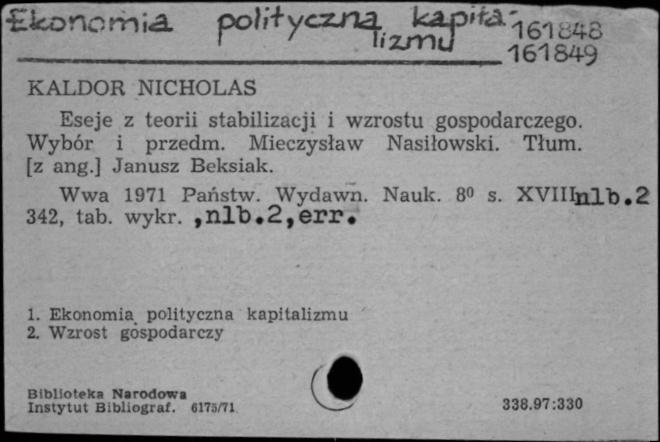 Ekonomia polityczna kapita-
lizmu
161848
161849
KALDOR NICHOLAS
Eseje z teorii stabilizacji i wzrostu gospodarczego.
Wybór i przedm. Mieczysław Nasiłowski. Tłum.
[z ang.] Janusz Beksiak.
Wwa 1971 Państw. Wydawn. Nauk. 8⁰ s. XVIIInlb.2
342, tab. wykr. ,nlb.2,err.
1. Ekonomia polityczna kapitalizmu
2. Wzrost gospodarczy
Biblioteka Narodowa
Instytut Bibliograf. 6175/71
338.97:330